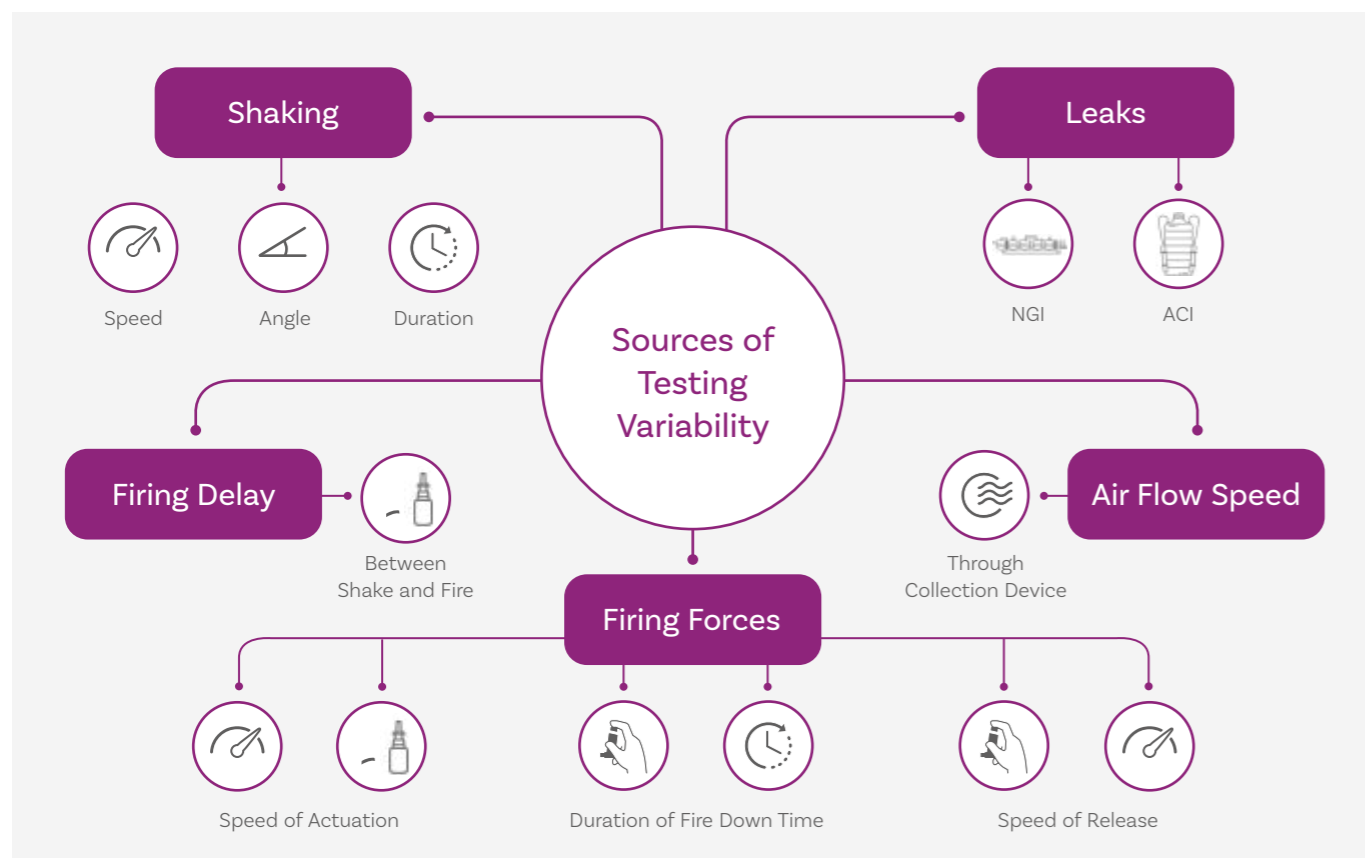 Shaking
Leaks
Speed
Angle
Duration
NGI
ACI
Sources of
Testing
Variability
Firing Delay
Between
Shake and Fire
Air Flow Speed
Through
Collection Device
Firing Forces
Speed of Actuation
Duration of Fire Down Time
Speed of Release